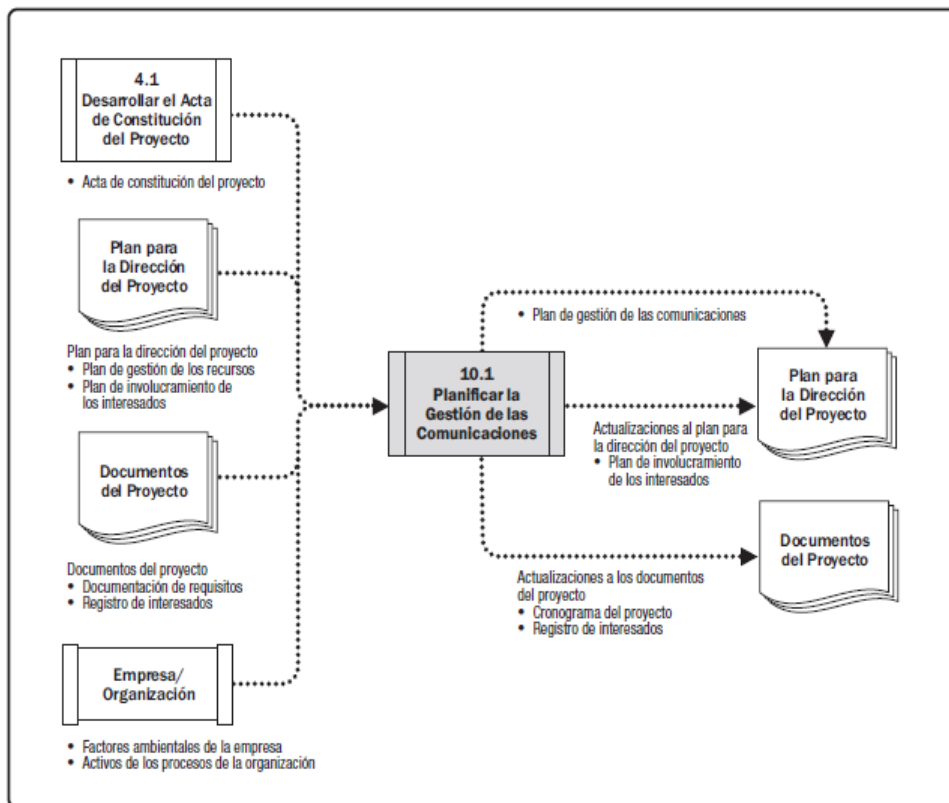 4.1
Desarrollar el Acta
de Constitución
del Proyecto
• Acta de constitución del proyecto
Plan para
la Dirección
del Proyecto
Plan para la dirección del proyecto
• Plan de gestión de los recursos
• Plan de involucramiento de
los interesados
Documentos
del Proyecto
Documentos del proyecto
• Documentación de requisitos
• Registro de interesados
Empresa/
Organización
• Factores ambientales de la empresa
• Activos de los procesos de la organización
10.1
Planificar la
Gestión de las
Comunicaciones
• Plan de gestión de las comunicaciones
Plan para
la Dirección
del Proyecto
Actualizaciones al plan para
la dirección del proyecto
• Plan de involucramiento
de los interesados
Documentos
del Proyecto
Actualizaciones a los documentos
del proyecto
• Cronograma del proyecto
• Registro de interesados